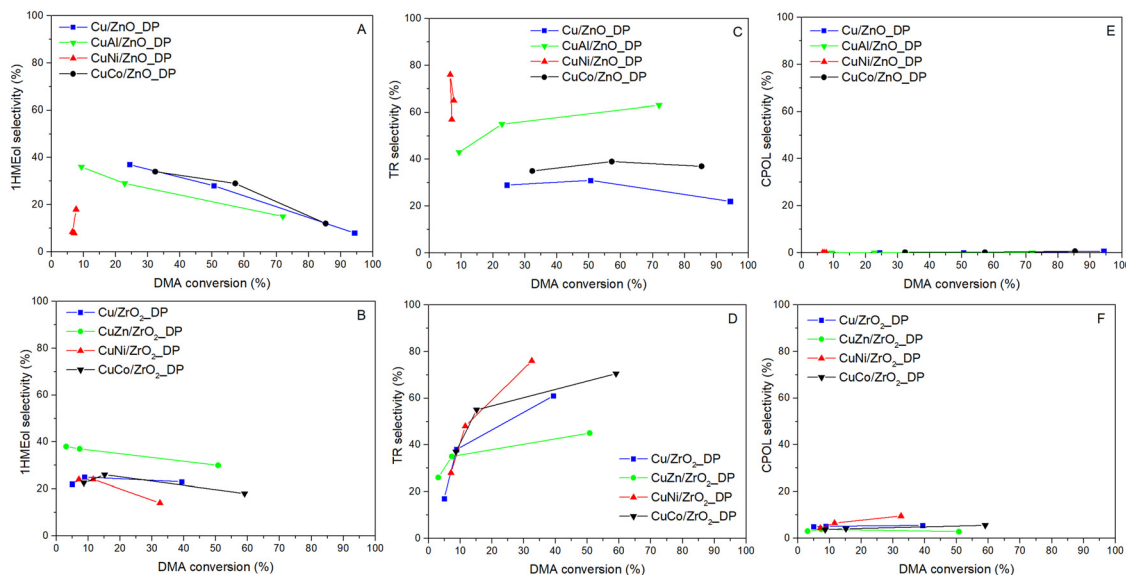 A
Cu/ZnO_DP
CuAl/ZnO_DP
CuNi/ZnO_DP
CuCo/ZnO_DP
1HMEol selectivity (%)
100
80
60
40
20
0
0 10 20 30 40 50 60 70 80 90 100
DMA conversion (%)
C
Cu/ZnO_DP
CuAl/ZnO_DP
CuNi/ZnO_DP
CuCo/ZnO_DP
TR selectivity (%)
100
80
60
40
20
0
0 10 20 30 40 50 60 70 80 90 100
DMA conversion (%)
E
Cu/ZnO_DP
CuAl/ZnO_DP
CuNi/ZnO_DP
CuCo/ZnO_DP
CPOL selectivity (%)
100
80
60
40
20
0
0 10 20 30 40 50 60 70 80 90 100
DMA conversion (%)
B
Cu/ZrO₂_DP
CuZn/ZrO₂_DP
CuNi/ZrO₂_DP
CuCo/ZrO₂_DP
1HMEol selectivity (%)
100
80
60
40
20
0
0 10 20 30 40 50 60 70 80 90 100
DMA conversion (%)
D
Cu/ZrO₂_DP
CuZn/ZrO₂_DP
CuNi/ZrO₂_DP
CuCo/ZrO₂_DP
TR selectivity (%)
100
80
60
40
20
0
0 10 20 30 40 50 60 70 80 90 100
DMA conversion (%)
F
Cu/ZrO₂_DP
CuZn/ZrO₂_DP
CuNi/ZrO₂_DP
CuCo/ZrO₂_DP
CPOL selectivity (%)
100
80
60
40
20
0
0 10 20 30 40 50 60 70 80 90 100
DMA conversion (%)